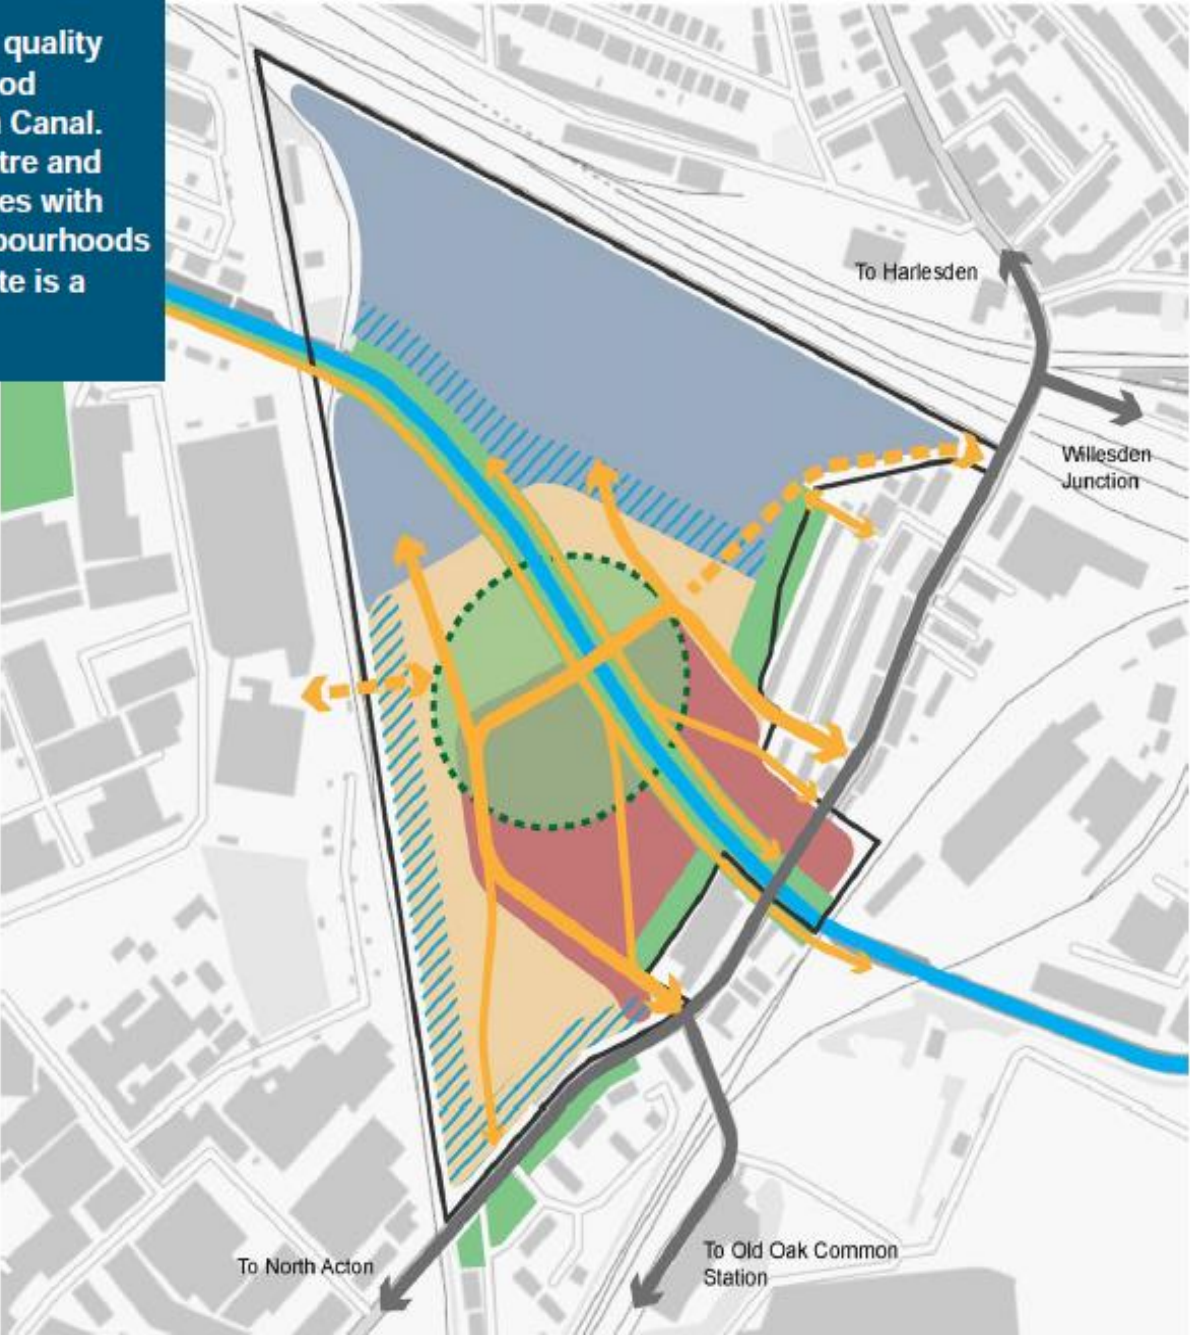 quality
od
Canal.
tre and
es with
bourhoods
te is a
To Harlesden
Willesden
Junction
To North Acton
To Old Oak Common
Station